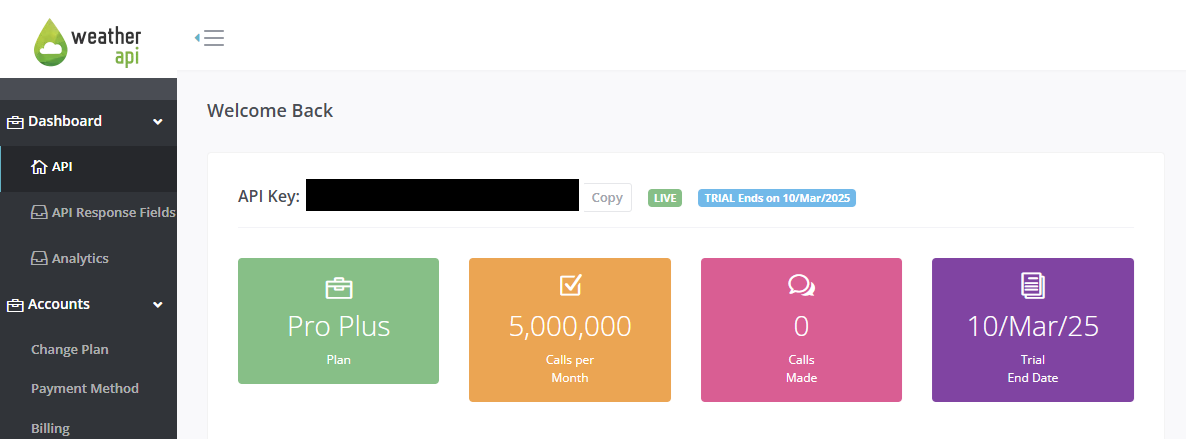 weather
api
Welcome Back
Dashboard
API
API Response Fields
Analytics
Accounts
Change Plan
Payment Method
Billing
API Key:
Copy
LIVE
TRIAL Ends on 10/Mar/2025
Pro Plus
Plan
5,000,000
Calls per
Month
0
Calls
Made
10/Mar/25
Trial
End Date